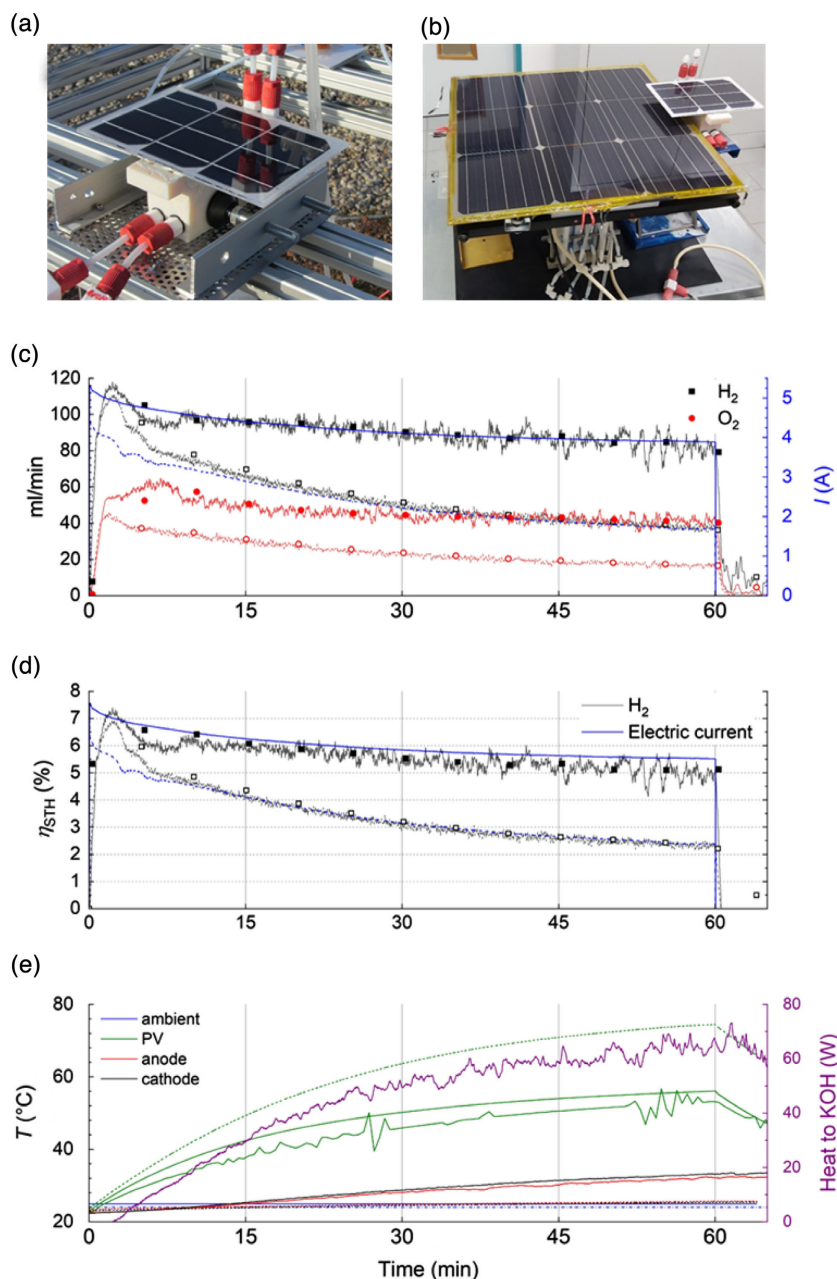 (a)
(b)
(c)
120
100
80
60
40
20
0
ml/min
H₂
O₂
5
4
3
2
1
0
I (A)
0
15
30
45
60
(d)
8
7
6
5
4
3
2
1
0
ηSTH (%)
H₂
Electric current
0
15
30
45
60
(e)
80
60
40
20
T (°C)
ambient
PV
anode
cathode
80
60
40
20
0
Heat to KOH (W)
0
15
30
45
60
Time (min)